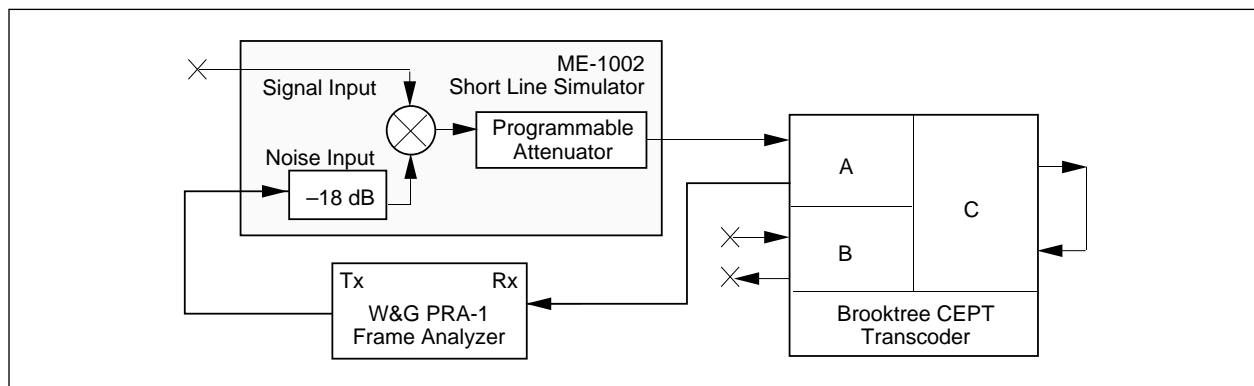 ME-1002
Short Line Simulator
Signal Input
Programmable
Attenuator
Noise Input
–18 dB
A
B
C
Brooktree CEPT
Transcoder
Tx
Rx
W&G PRA-1
Frame Analyzer